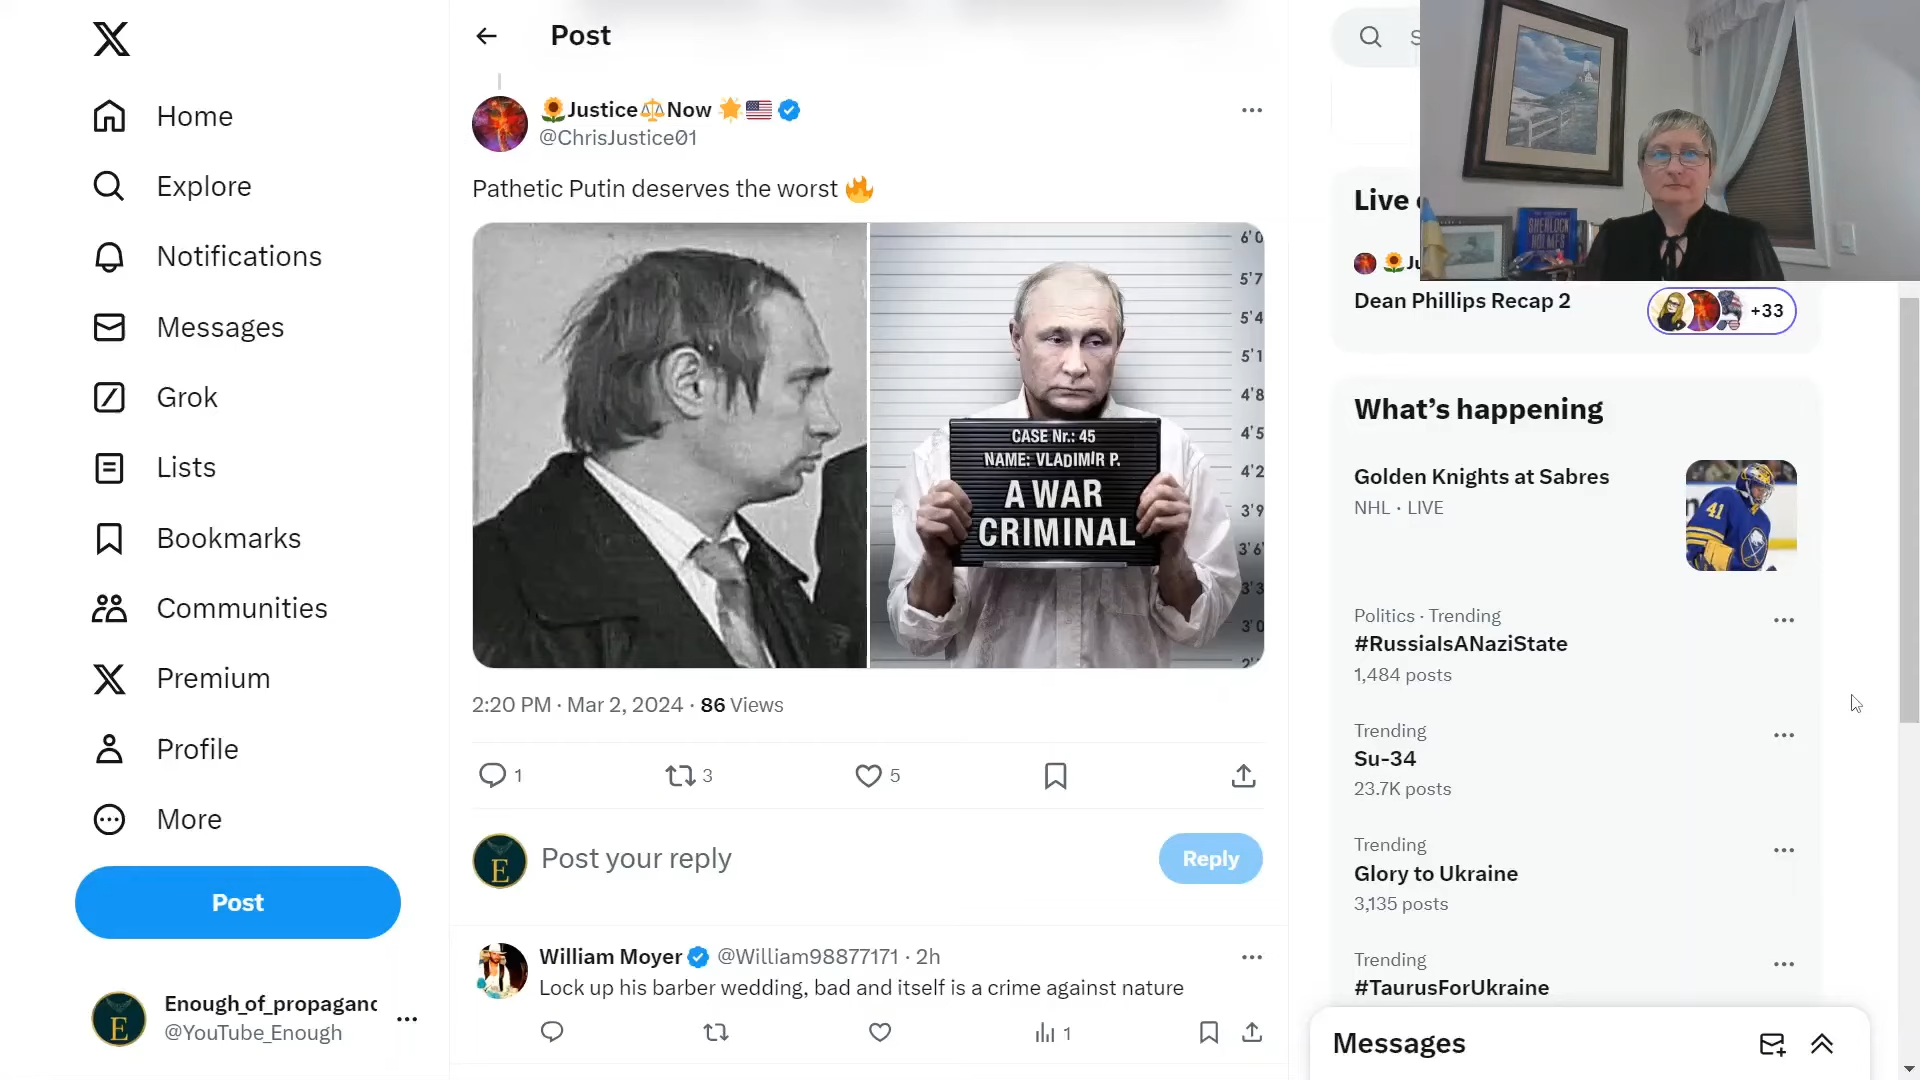 Home
Explore
Notifications
Messages
Grok
Lists
Bookmarks
Communities
Premium
Profile
More
Post
Enough_of_propaganc
@YouTube_Enough
Post
🌻Justice⚖️Now 🌟🇺🇸
@ChrisJustice01
Pathetic Putin deserves the worst 🔥
6'0
5'7
5'4
5'1
4'8
4'5
4'2
3'9
3'6
3'3
3'0
2'
CASE Nr.: 45
NAME: VLADIMIR P.
A WAR
CRIMINAL
2:20 PM · Mar 2, 2024 · 86 Views
1
3
5
E
Post your reply
Reply
William Moyer @William98877171 · 2h
Lock up his barber wedding, bad and itself is a crime against nature
1
S
SHERLOCK
HOLMES
Live
🌻Ju
Dean Phillips Recap 2
+33
What's happening
Golden Knights at Sabres
NHL · LIVE
41
Politics · Trending
#RussiaIsANaziState
1,484 posts
Trending
Su-34
23.7K posts
Trending
Glory to Ukraine
3,135 posts
Trending
#TaurusForUkraine
Messages